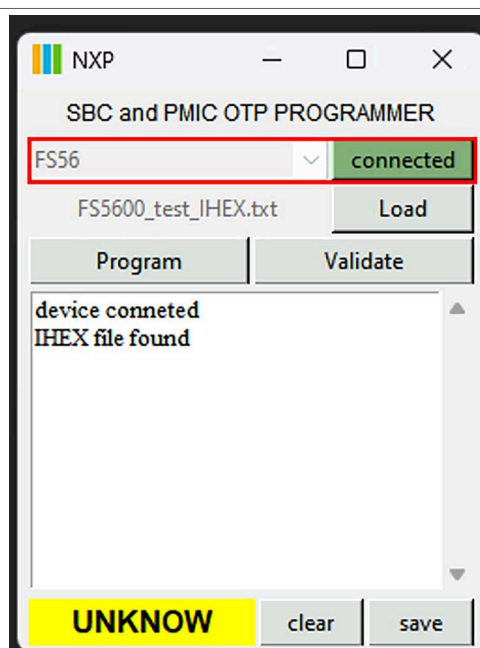 NXP
SBC and PMIC OTP PROGRAMMER
FS56 connected
FS5600_test_IHEX.txt Load
Program Validate
device conneted
IHEX file found
UNKNOW clear save